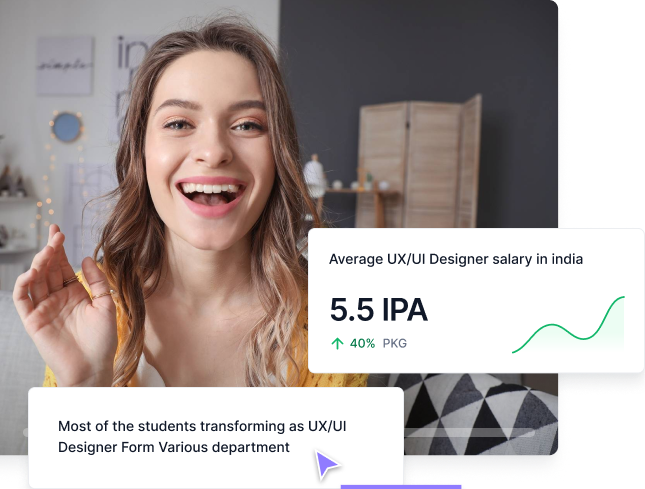 simple
in
Average UX/UI Designer salary in india
5.5 IPA
40% PKG
Most of the students transforming as UX/UI
Designer Form Various department